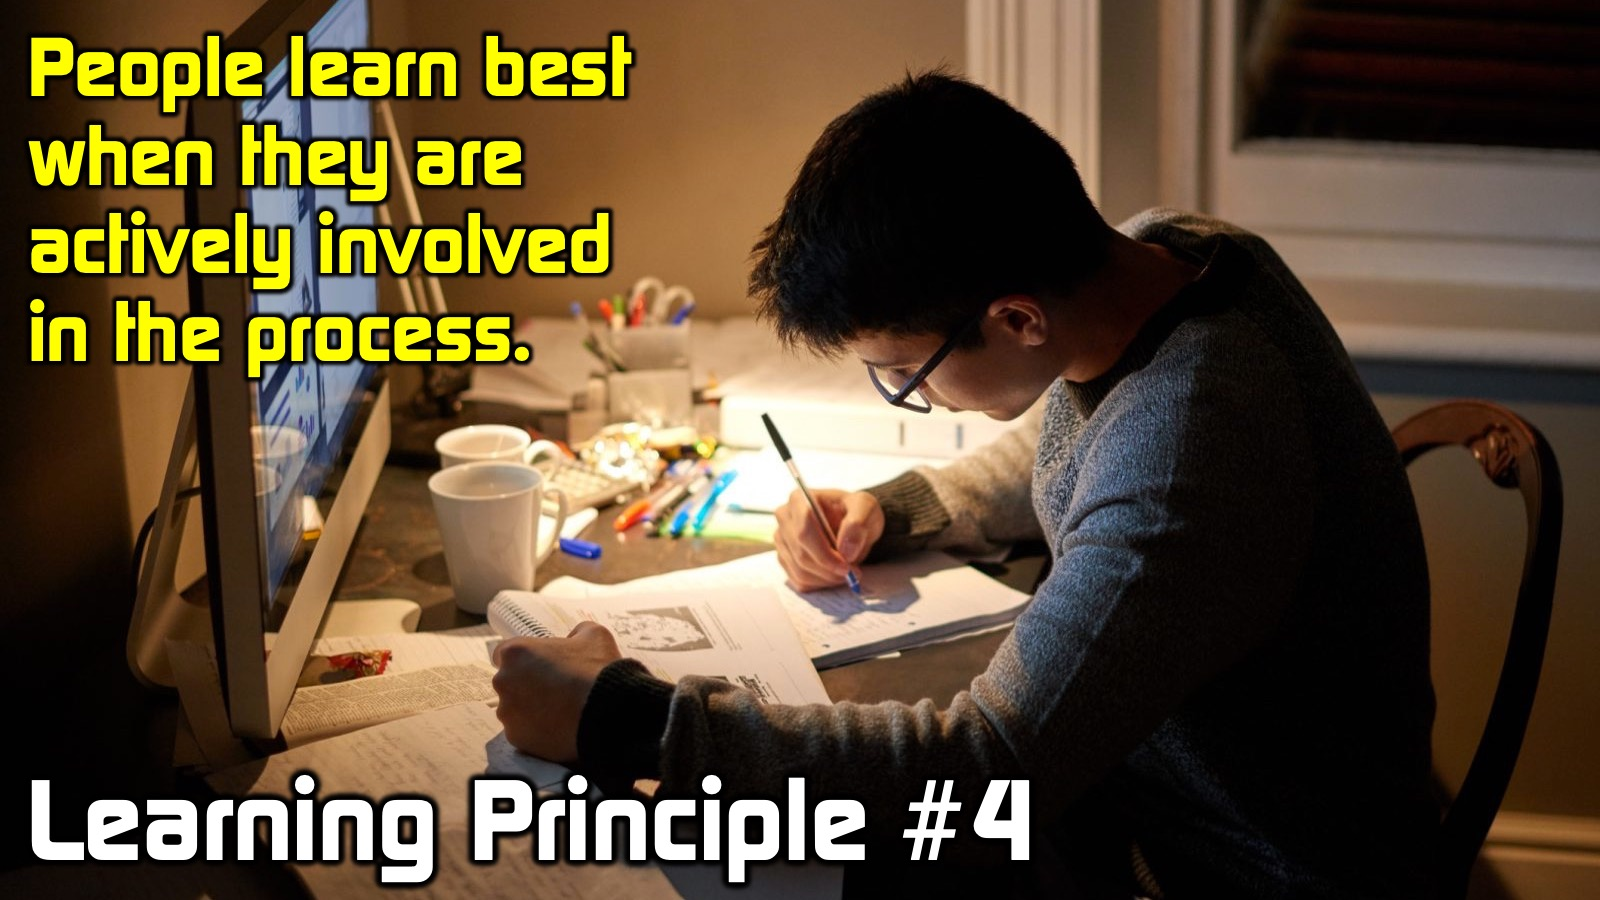 People learn best
when they are
actively involved
in the process.
Learning Principle #4